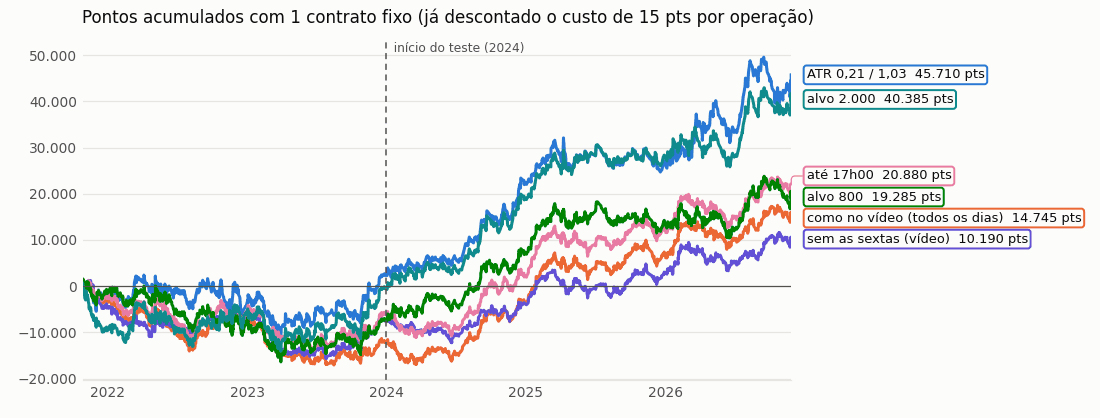 Pontos acumulados com 1 contrato fixo (já descontado o custo de 15 pts por operação)
início do teste (2024)
50.000
40.000
30.000
20.000
10.000
0
−10.000
−20.000
ATR 0,21 / 1,03  45.710 pts
alvo 2.000  40.385 pts
até 17h00  20.880 pts
alvo 800  19.285 pts
como no vídeo (todos os dias)  14.745 pts
sem as sextas (vídeo)  10.190 pts
2022
2023
2024
2025
2026